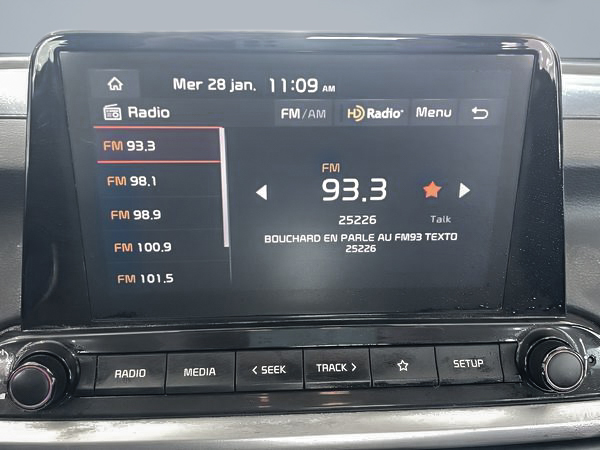 Mer 28 jan. 11:09 AM
Radio FM/AM HD Radio Menu
FM 93.3
FM 98.1
FM 98.9
FM 100.9
FM 101.5
FM
93.3
25226 Talk
BOUCHARD EN PARLE AU FM93 TEXTO
25226
RADIO MEDIA < SEEK TRACK > SETUP